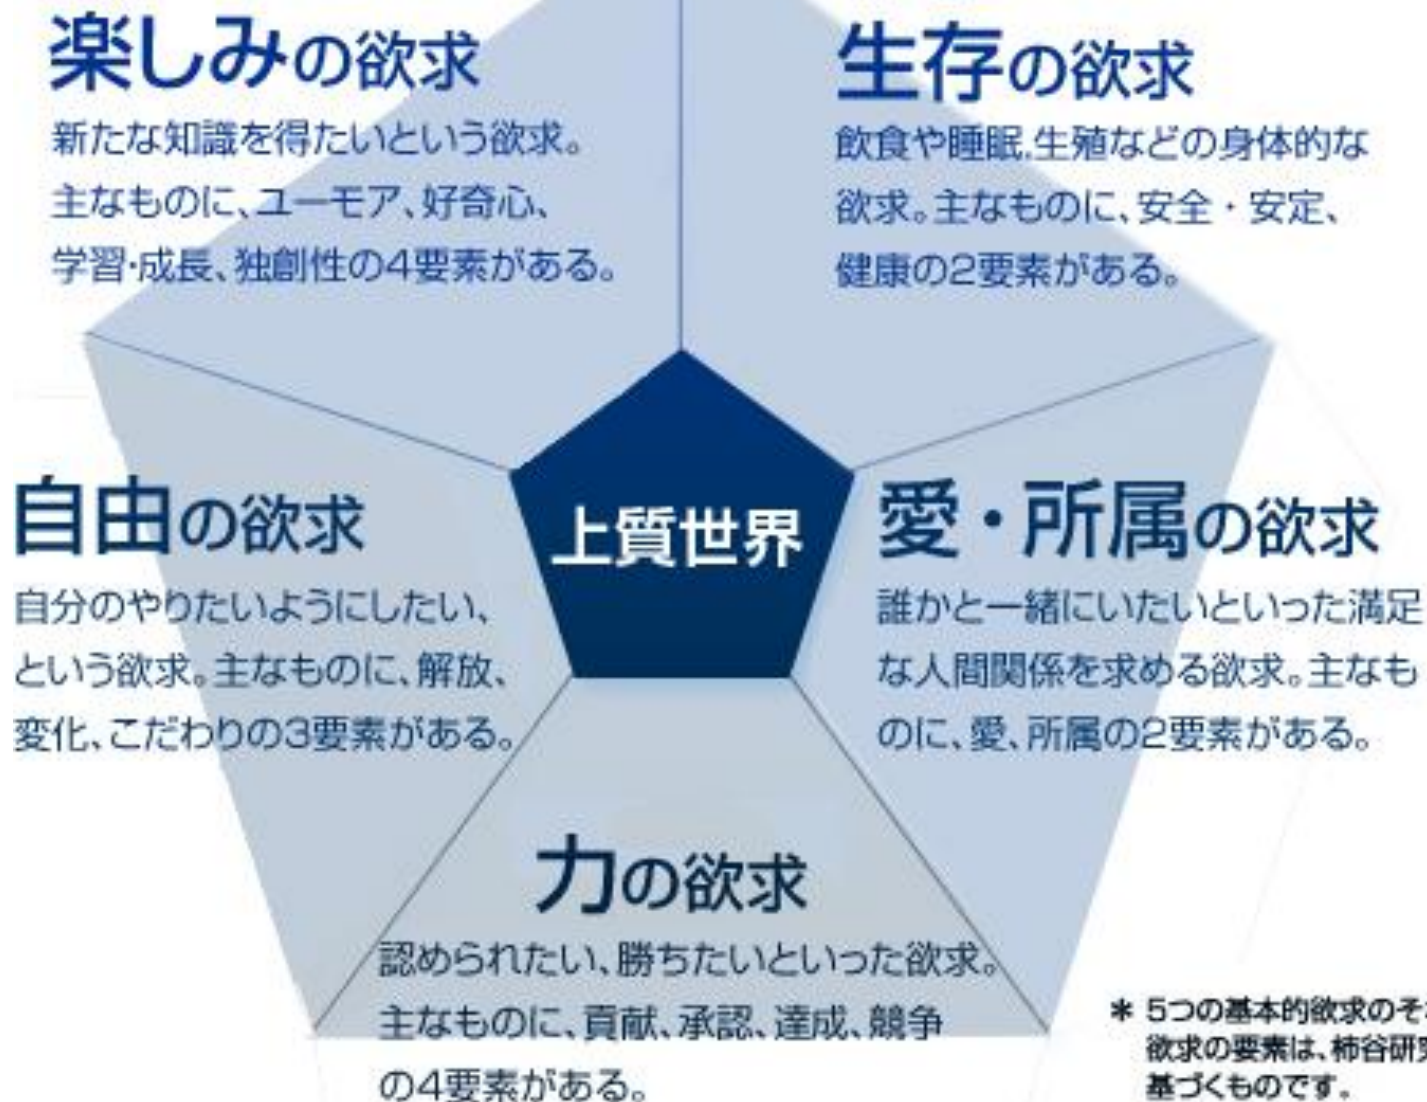 楽しみの欲求
新たな知識を得たいという欲求。
主なものに、ユーモア、好奇心、
学習・成長、独創性の4要素がある。
生存の欲求
飲食や睡眠.生殖などの身体的な
欲求。主なものに、安全・安定、
健康の2要素がある。
自由の欲求
自分のやりたいようにしたい、
という欲求。主なものに、解放、
変化、こだわりの3要素がある。
上質世界
愛・所属の欲求
誰かと一緒にいたいといった満足
な人間関係を求める欲求。主なも
のに、愛、所属の2要素がある。
力の欲求
認められたい、勝ちたいといった欲求。
主なものに、貢献、承認、達成、競争
の4要素がある。
* 5つの基本的欲求のそ
欲求の要素は、柿谷研
基づくものです。